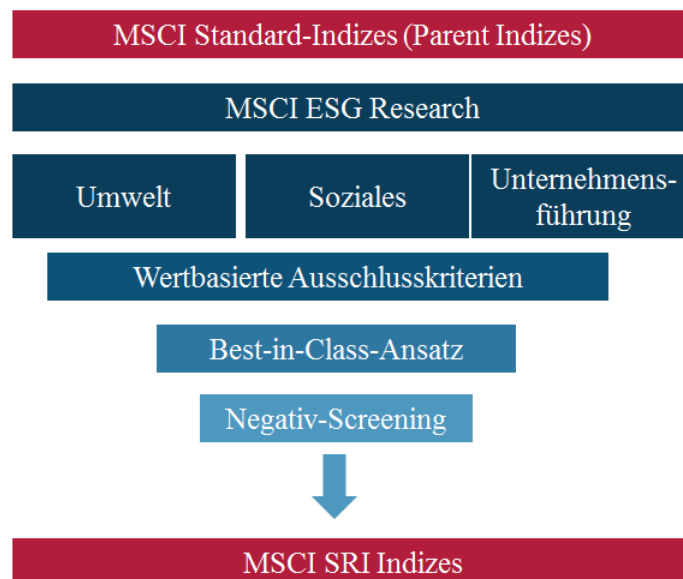 MSCI Standard-Indizes (Parent Indizes)
MSCI ESG Research
Umwelt
Soziales
Unternehmens-
führung
Wertbasierte Ausschlusskriterien
Best-in-Class-Ansatz
Negativ-Screening
MSCI SRI Indizes